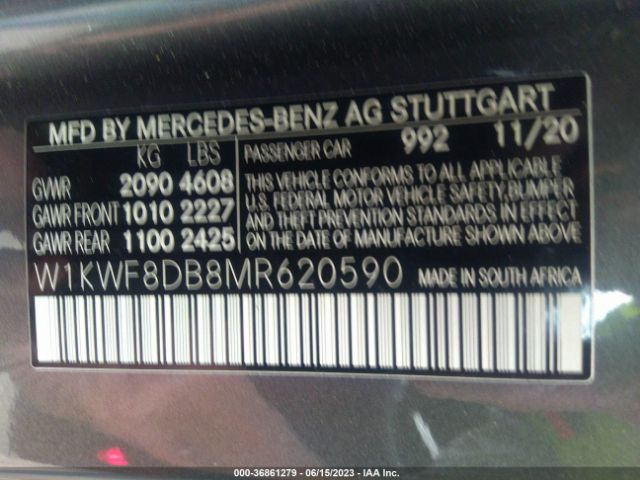 MFD BY MERCEDES-BENZ AG STUTTGART
KG LBS PASSENGER CAR 992 11/20
GVWR 2090 4608
GAWR FRONT 1010 2227
GAWR REAR 1100 2425
THIS VEHICLE CONFORMS TO ALL APPLICABLE
U.S. FEDERAL MOTOR VEHICLE SAFETY, BUMPER
AND THEFT PREVENTION STANDARDS IN EFFECT
ON THE DATE OF MANUFACTURE SHOWN ABOVE.
W1KWF8DB8MR620590 MADE IN SOUTH AFRICA
000-36861279 - 06/15/2023 - IAA Inc.